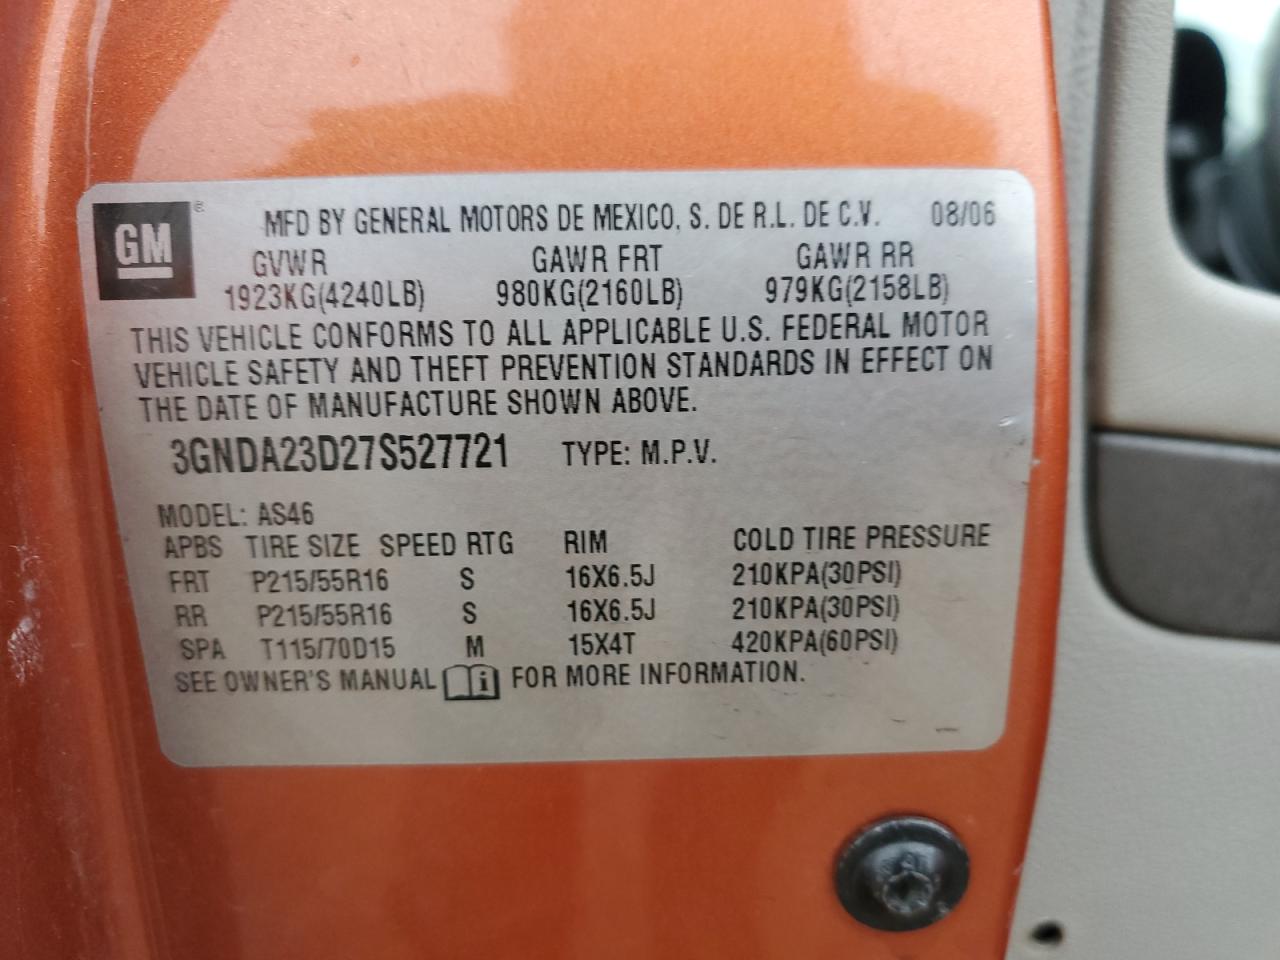 GM ® MFD BY GENERAL MOTORS DE MEXICO, S. DE R.L. DE C.V. 08/06
GVWR GAWR FRT GAWR RR
1923KG(4240LB) 980KG(2160LB) 979KG(2158LB)
THIS VEHICLE CONFORMS TO ALL APPLICABLE U.S. FEDERAL MOTOR
VEHICLE SAFETY AND THEFT PREVENTION STANDARDS IN EFFECT ON
THE DATE OF MANUFACTURE SHOWN ABOVE.
3GNDA23D27S527721 TYPE: M.P.V.
MODEL: AS46
APBS TIRE SIZE SPEED RTG RIM COLD TIRE PRESSURE
FRT P215/55R16 S 16X6.5J 210KPA(30PSI)
RR P215/55R16 S 16X6.5J 210KPA(30PSI)
SPA T115/70D15 M 15X4T 420KPA(60PSI)
SEE OWNER'S MANUAL i FOR MORE INFORMATION.